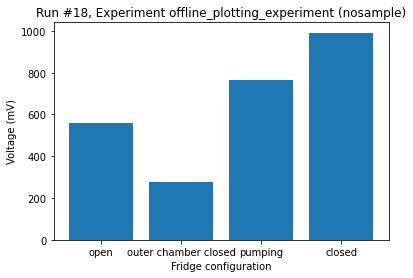 Run #18, Experiment offline_plotting_experiment (nosample)
1000
800
600
400
200
0
Voltage (mV)
open
outer chamber closed
pumping
closed
Fridge configuration